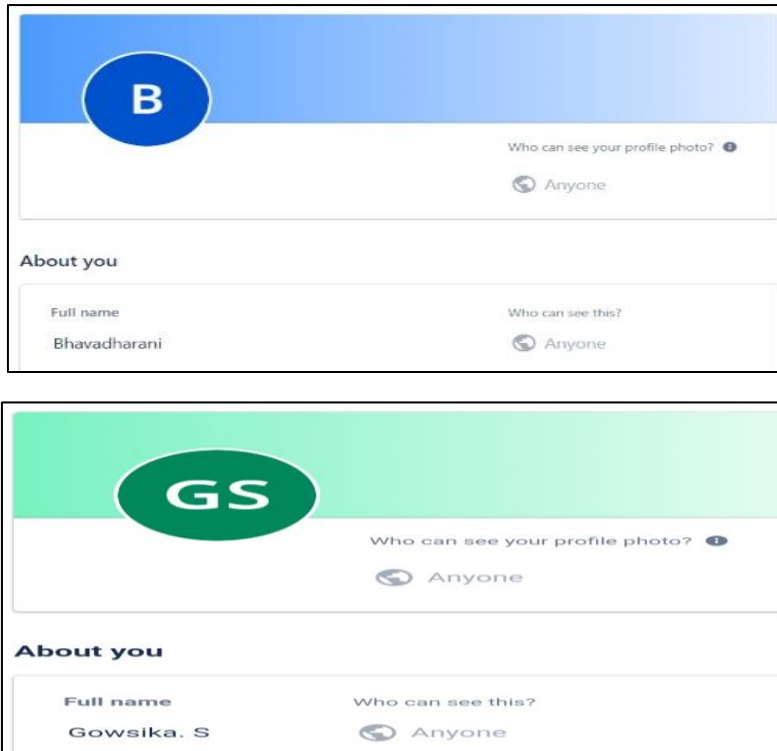 B
Who can see your profile photo?
Anyone
About you
Full name Who can see this?
Bhavadharani Anyone
GS
Who can see your profile photo?
Anyone
About you
Full name Who can see this?
Gowsika. S Anyone